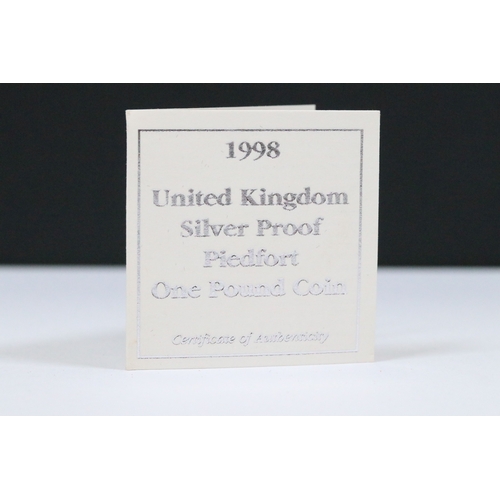 1998
United Kingdom
Silver Proof
Piedfort
One Pound Coin
Certificate of Authenticity